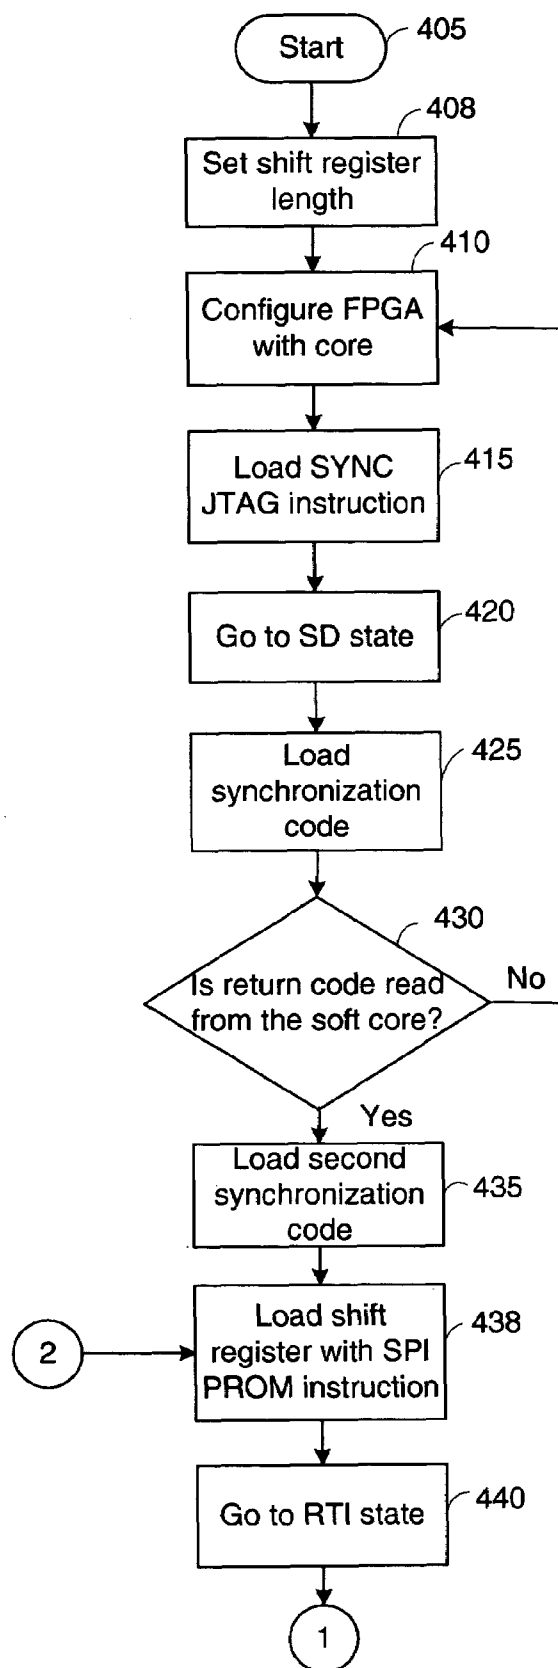 Start
405
408
Set shift register
length
410
Configure FPGA
with core
Load SYNC
JTAG instruction
415
420
Go to SD state
425
Load
synchronization
code
430
Is return code read
from the soft core?
No
Yes
Load second
synchronization
code
435
2
Load shift
register with SPI
PROM instruction
438
Go to RTI state
440
1